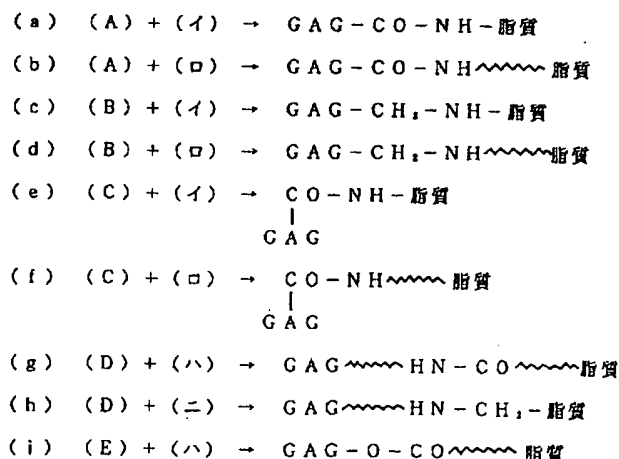 (a) (A) + (イ) → GAG-CO-NH-脂質
(b) (A) + (ロ) → GAG-CO-NH〰脂質
(c) (B) + (イ) → GAG-CH₂-NH-脂質
(d) (B) + (ロ) → GAG-CH₂-NH〰脂質
(e) (C) + (イ) → CO-NH-脂質
|
GAG
(f) (C) + (ロ) → CO-NH〰脂質
|
GAG
(g) (D) + (ハ) → GAG〰HN-CO〰脂質
(h) (D) + (ニ) → GAG〰HN-CH₂-脂質
(i) (E) + (ハ) → GAG-O-CO〰脂質